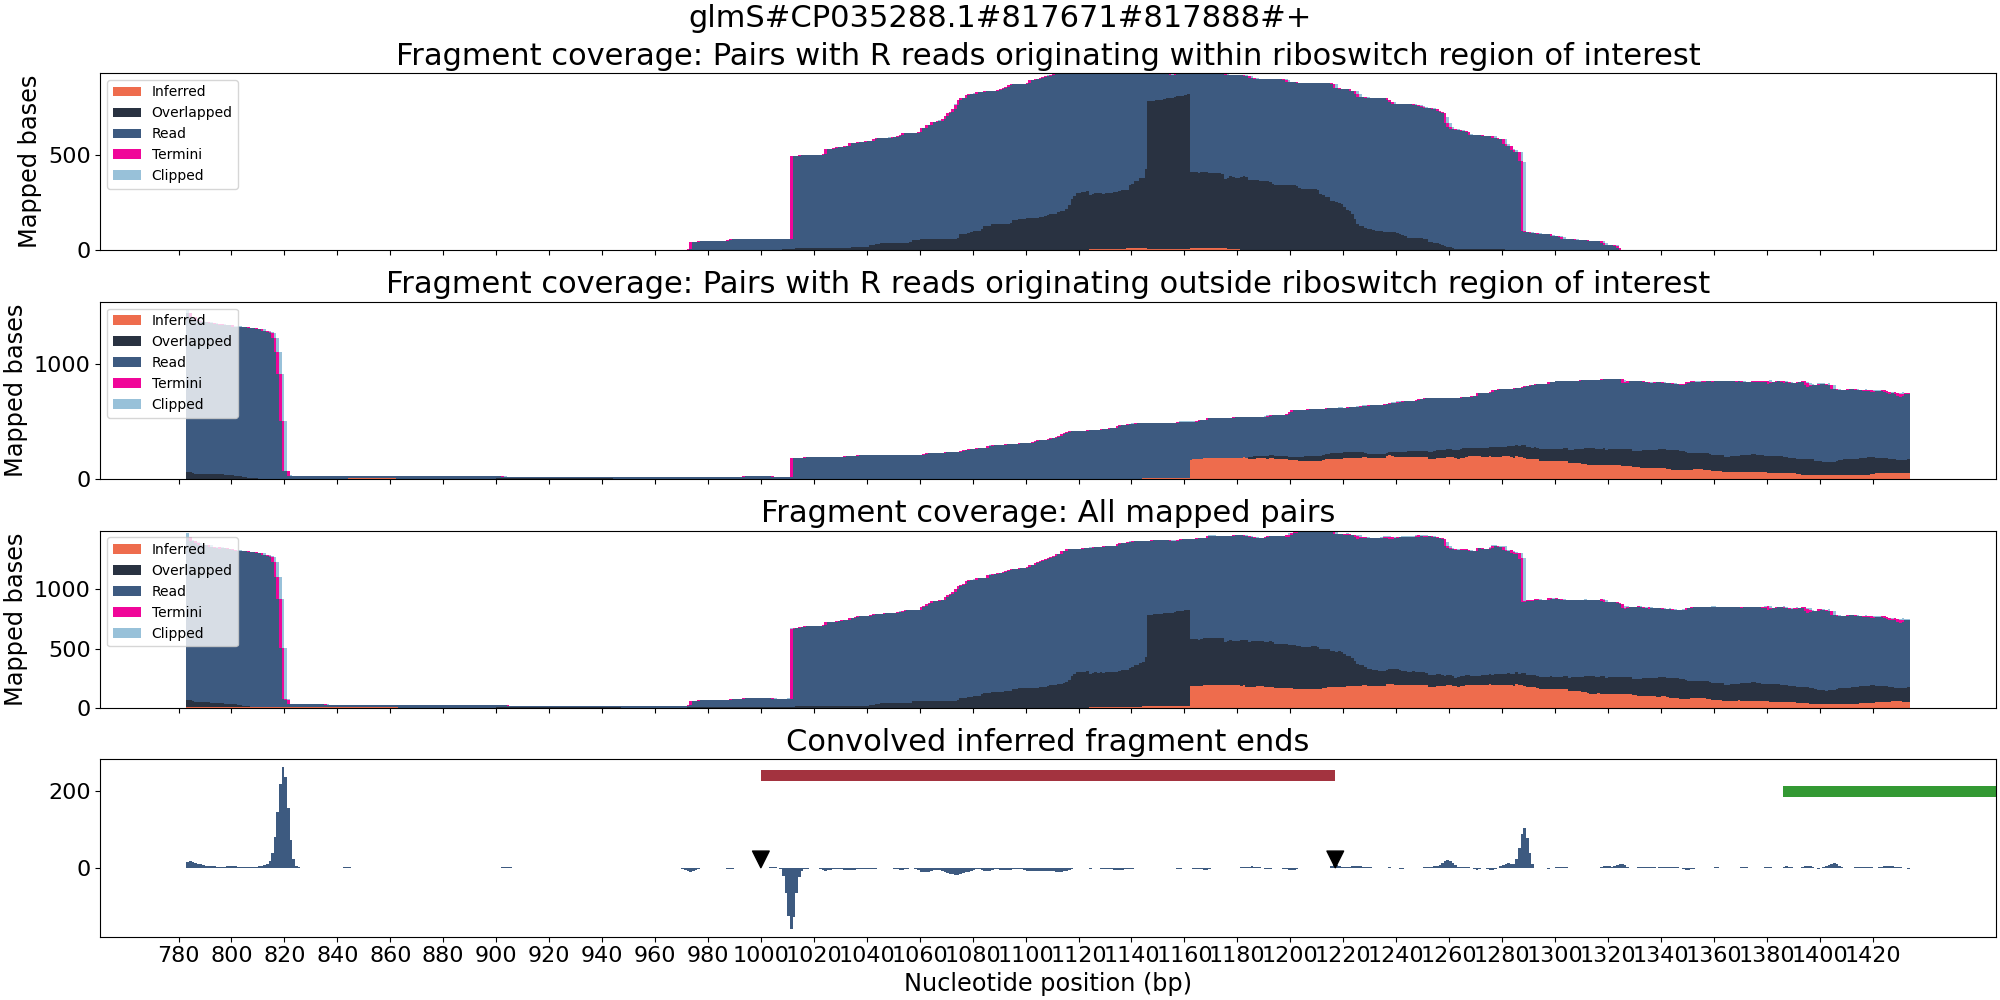 glmS#CP035288.1#817671#817888#+
Fragment coverage: Pairs with R reads originating within riboswitch region of interest
Mapped bases
500
0
Inferred
Overlapped
Read
Termini
Clipped
Fragment coverage: Pairs with R reads originating outside riboswitch region of interest
Mapped bases
1000
0
Inferred
Overlapped
Read
Termini
Clipped
Fragment coverage: All mapped pairs
Mapped bases
1000
500
0
Inferred
Overlapped
Read
Termini
Clipped
Convolved inferred fragment ends
200
0
780 800 820 840 860 880 900 920 940 960 980 1000 1020 1040 1060 1080 1100 1120 1140 1160 1180 1200 1220 1240 1260 1280 1300 1320 1340 1360 1380 1400 1420
Nucleotide position (bp)